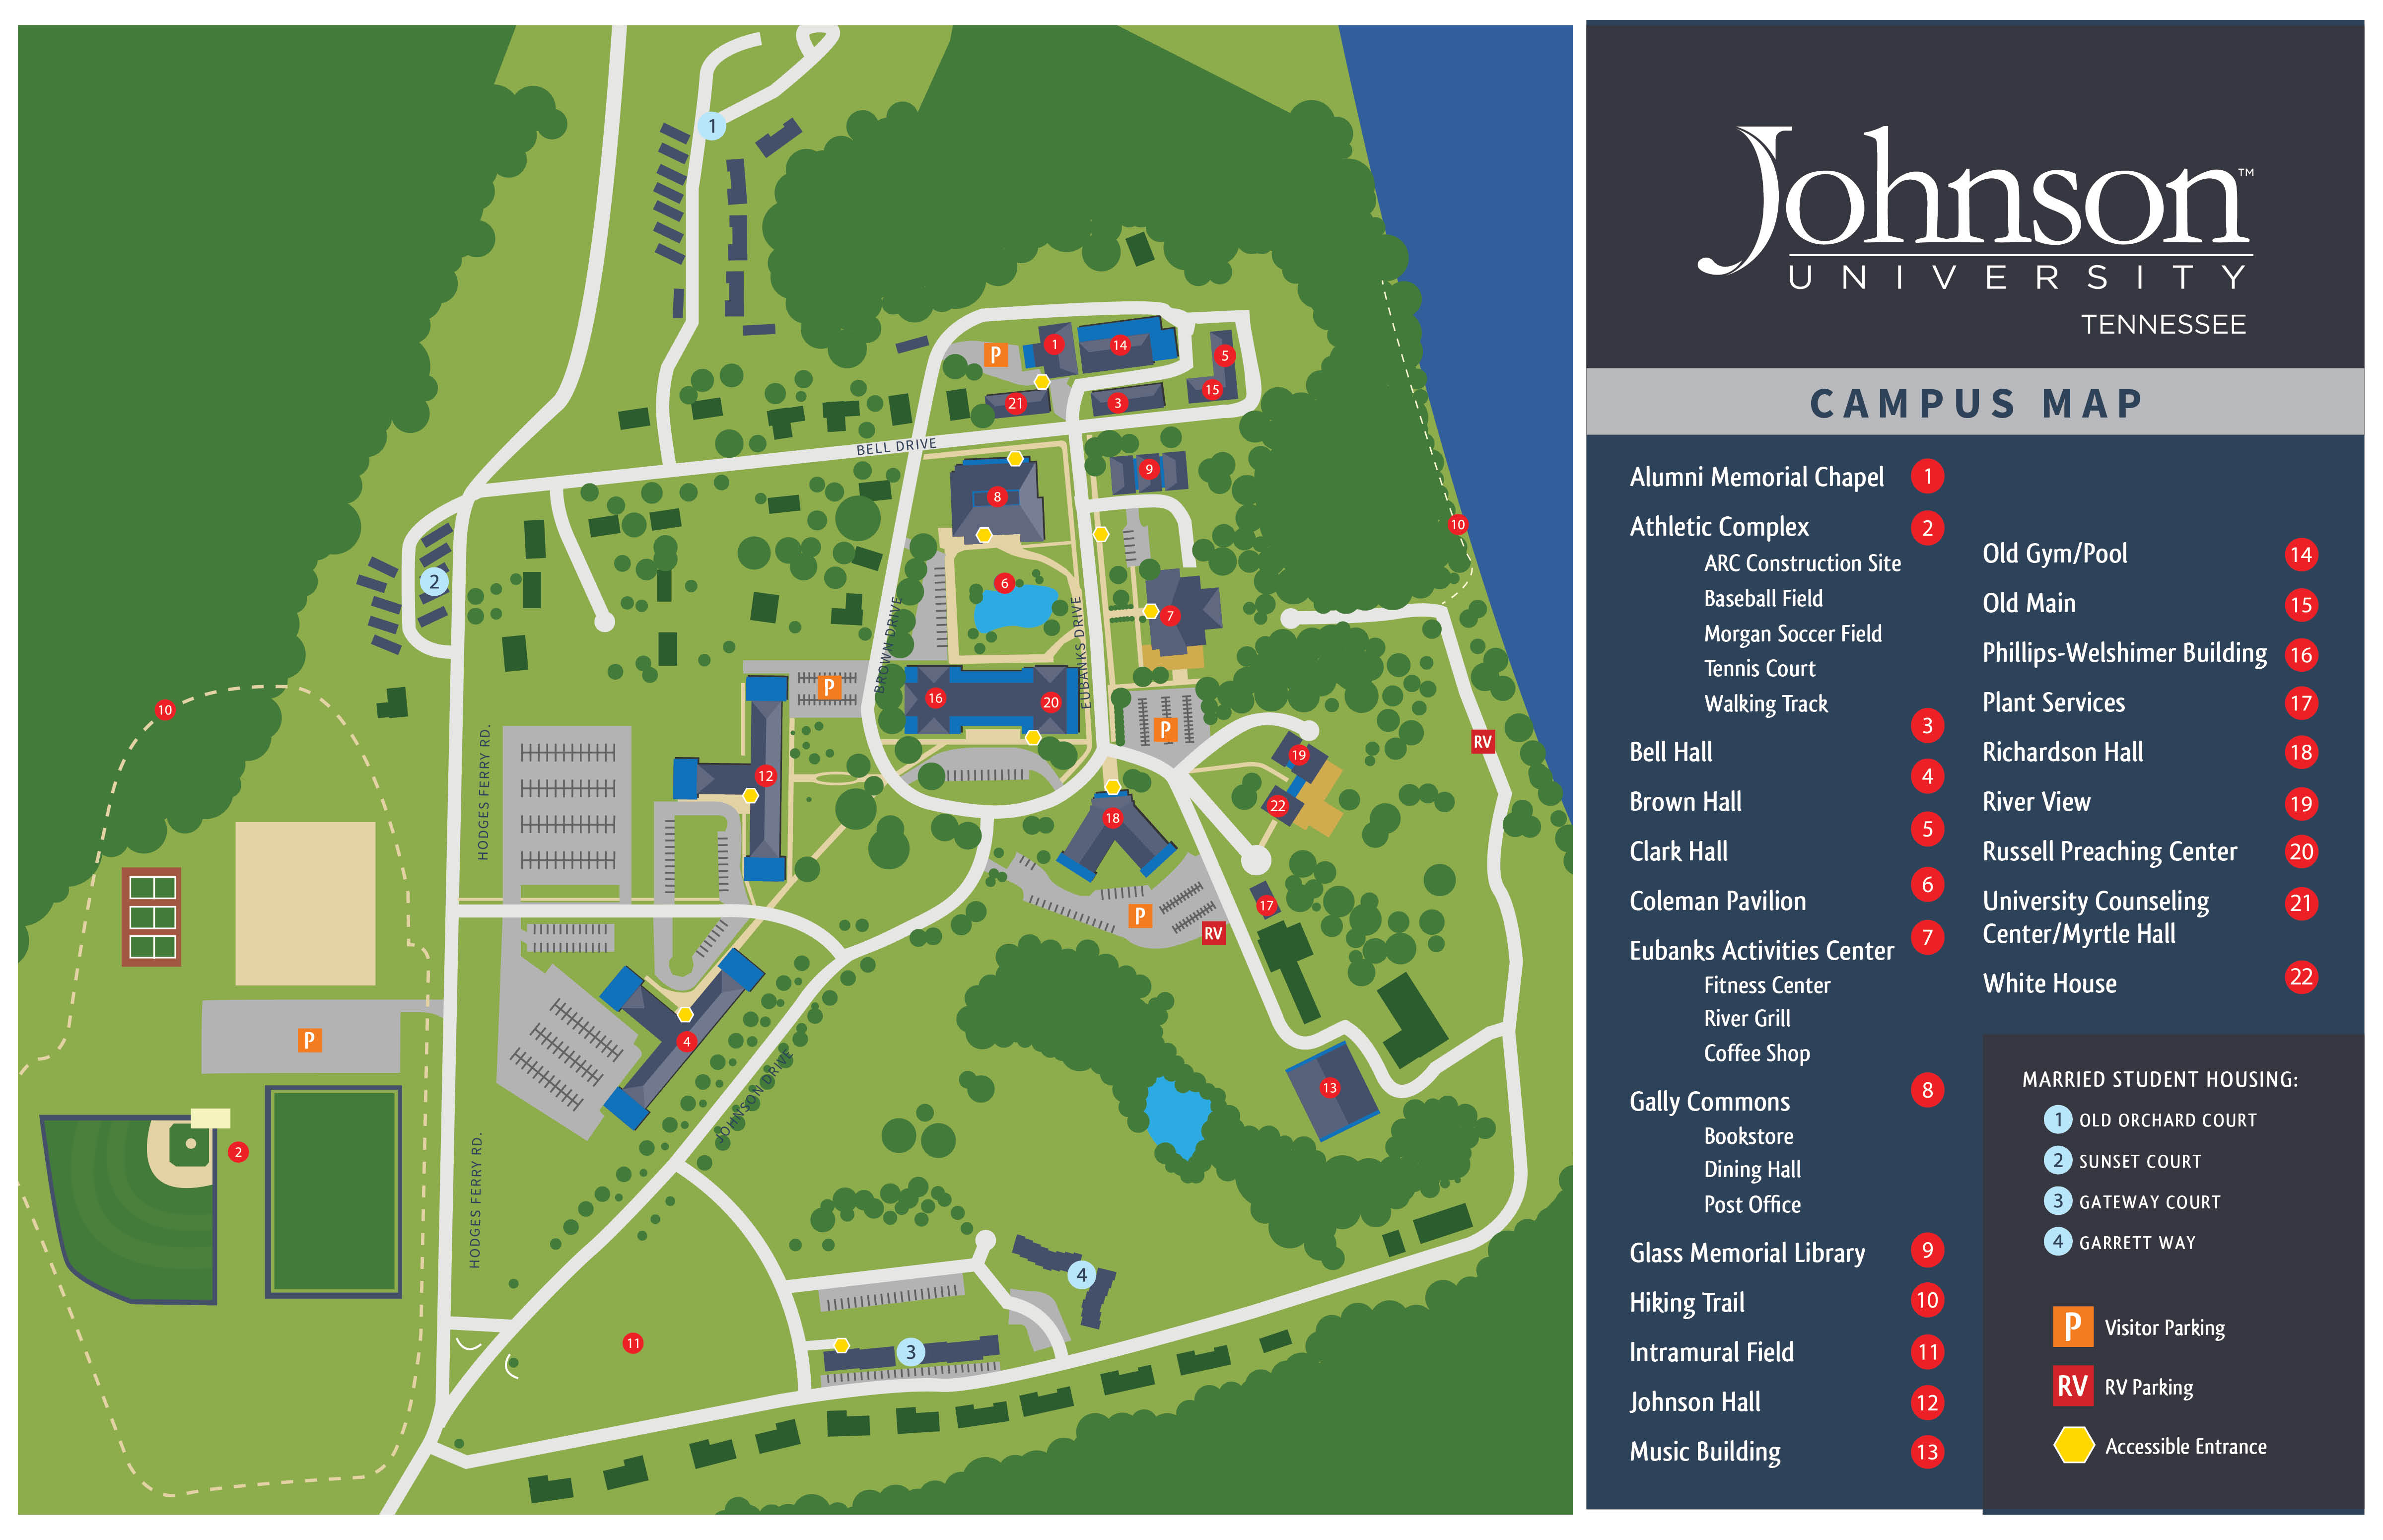 1
1
P
1
14
5
15
21
3
BELL DRIVE
9
8
10
2
6
7
BROWN DRIVE
EUBANKS DRIVE
10
P
16
20
P
RV
HODGES FERRY RD.
12
19
22
18
17
P
RV
P
4
13
JOHNSON DRIVE
2
HODGES FERRY RD.
4
11
3
Johnson™
UNIVERSITY
TENNESSEE
CAMPUS MAP
Alumni Memorial Chapel 1
Athletic Complex 2
ARC Construction Site
Baseball Field
Morgan Soccer Field
Tennis Court
Walking Track
3
Bell Hall
4
Brown Hall
5
Clark Hall
6
Coleman Pavilion
7
Eubanks Activities Center
Fitness Center
River Grill
Coffee Shop
8
Gally Commons
Bookstore
Dining Hall
Post Office
Glass Memorial Library 9
Hiking Trail 10
Intramural Field 11
Johnson Hall 12
Music Building 13
Old Gym/Pool 14
Old Main 15
Phillips-Welshimer Building 16
Plant Services 17
Richardson Hall 18
River View 19
Russell Preaching Center 20
University Counseling 21
Center/Myrtle Hall
White House 22
MARRIED STUDENT HOUSING:
1 OLD ORCHARD COURT
2 SUNSET COURT
3 GATEWAY COURT
4 GARRETT WAY
P Visitor Parking
RV RV Parking
Accessible Entrance